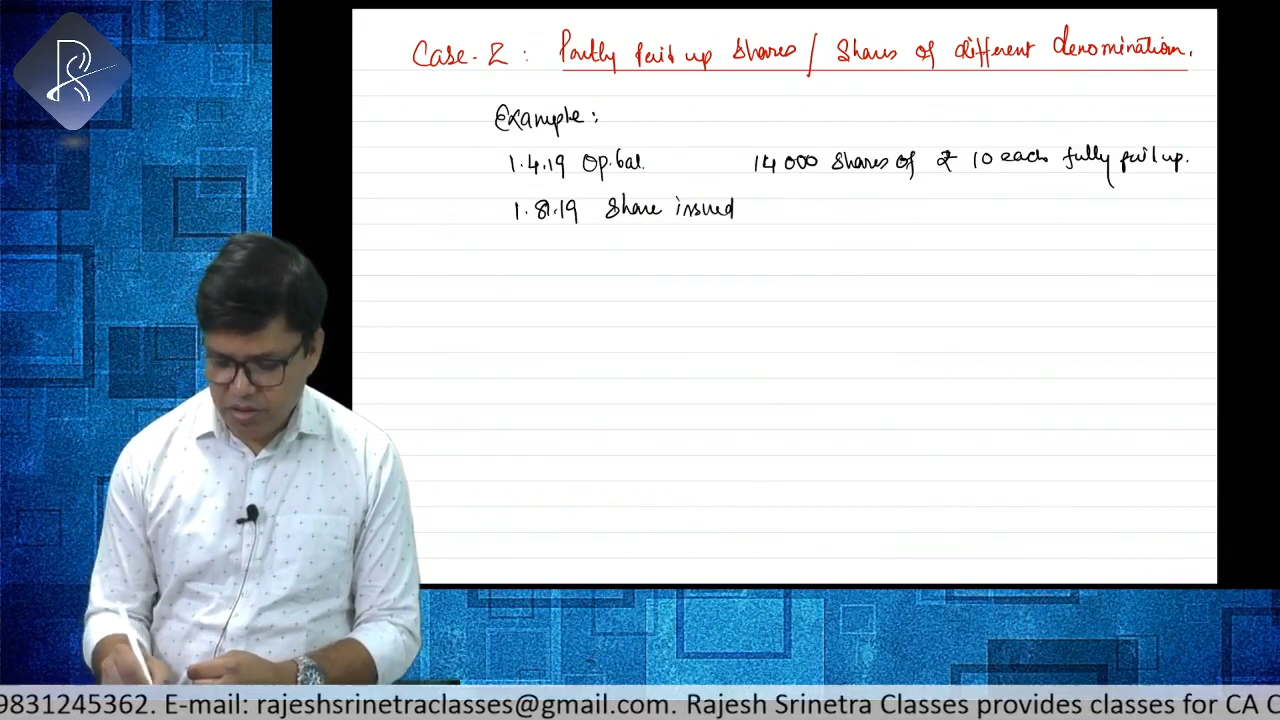 RS
Case-2 : Partly paid up shares / Shares of different denomination.
Example :
1.4.19 Op.bal. 14000 shares of ₹ 10 each fully paid up.
1.8.19 Share issued
9831245362. E-mail: rajeshsrinetraclasses@gmail.com. Rajesh Srinetra Classes provides classes for CA C